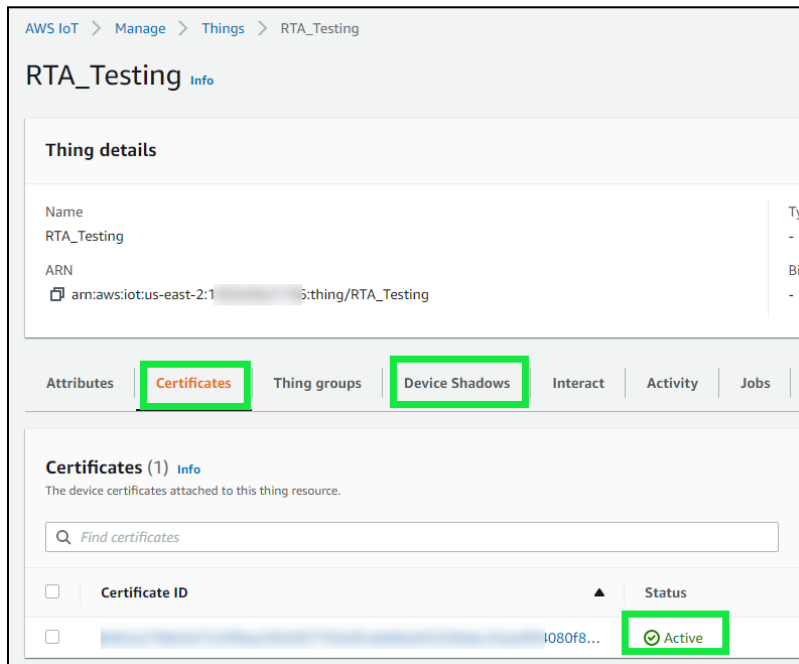 AWS IoT > Manage > Things > RTA_Testing
RTA_Testing Info
Thing details
Name
RTA_Testing
ARN
arn:aws:iot:us-east-2:1 5:thing/RTA_Testing
Ty
-
Bi
-
Attributes Certificates Thing groups Device Shadows Interact Activity Jobs
Certificates (1) Info
The device certificates attached to this thing resource.
Find certificates
Certificate ID ▲ Status
4080f8... Active